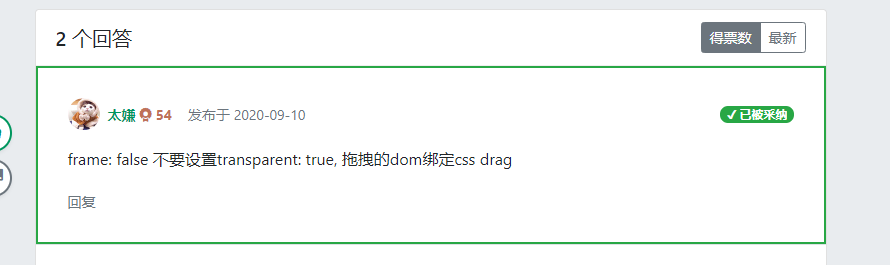 2 个回答
得票数 最新
太嫌 54 发布于 2020-09-10
✓已被采纳
frame: false 不要设置transparent: true, 拖拽的dom绑定css drag
回复